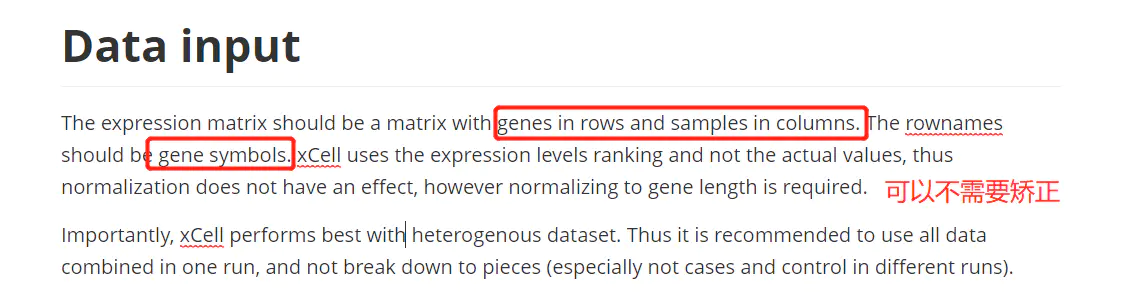 Data input
The expression matrix should be a matrix with genes in rows and samples in columns. The rownames
should be gene symbols. xCell uses the expression levels ranking and not the actual values, thus
normalization does not have an effect, however normalizing to gene length is required. 可以不需要矫正
Importantly, xCell performs best with heterogenous dataset. Thus it is recommended to use all data
combined in one run, and not break down to pieces (especially not cases and control in different runs).